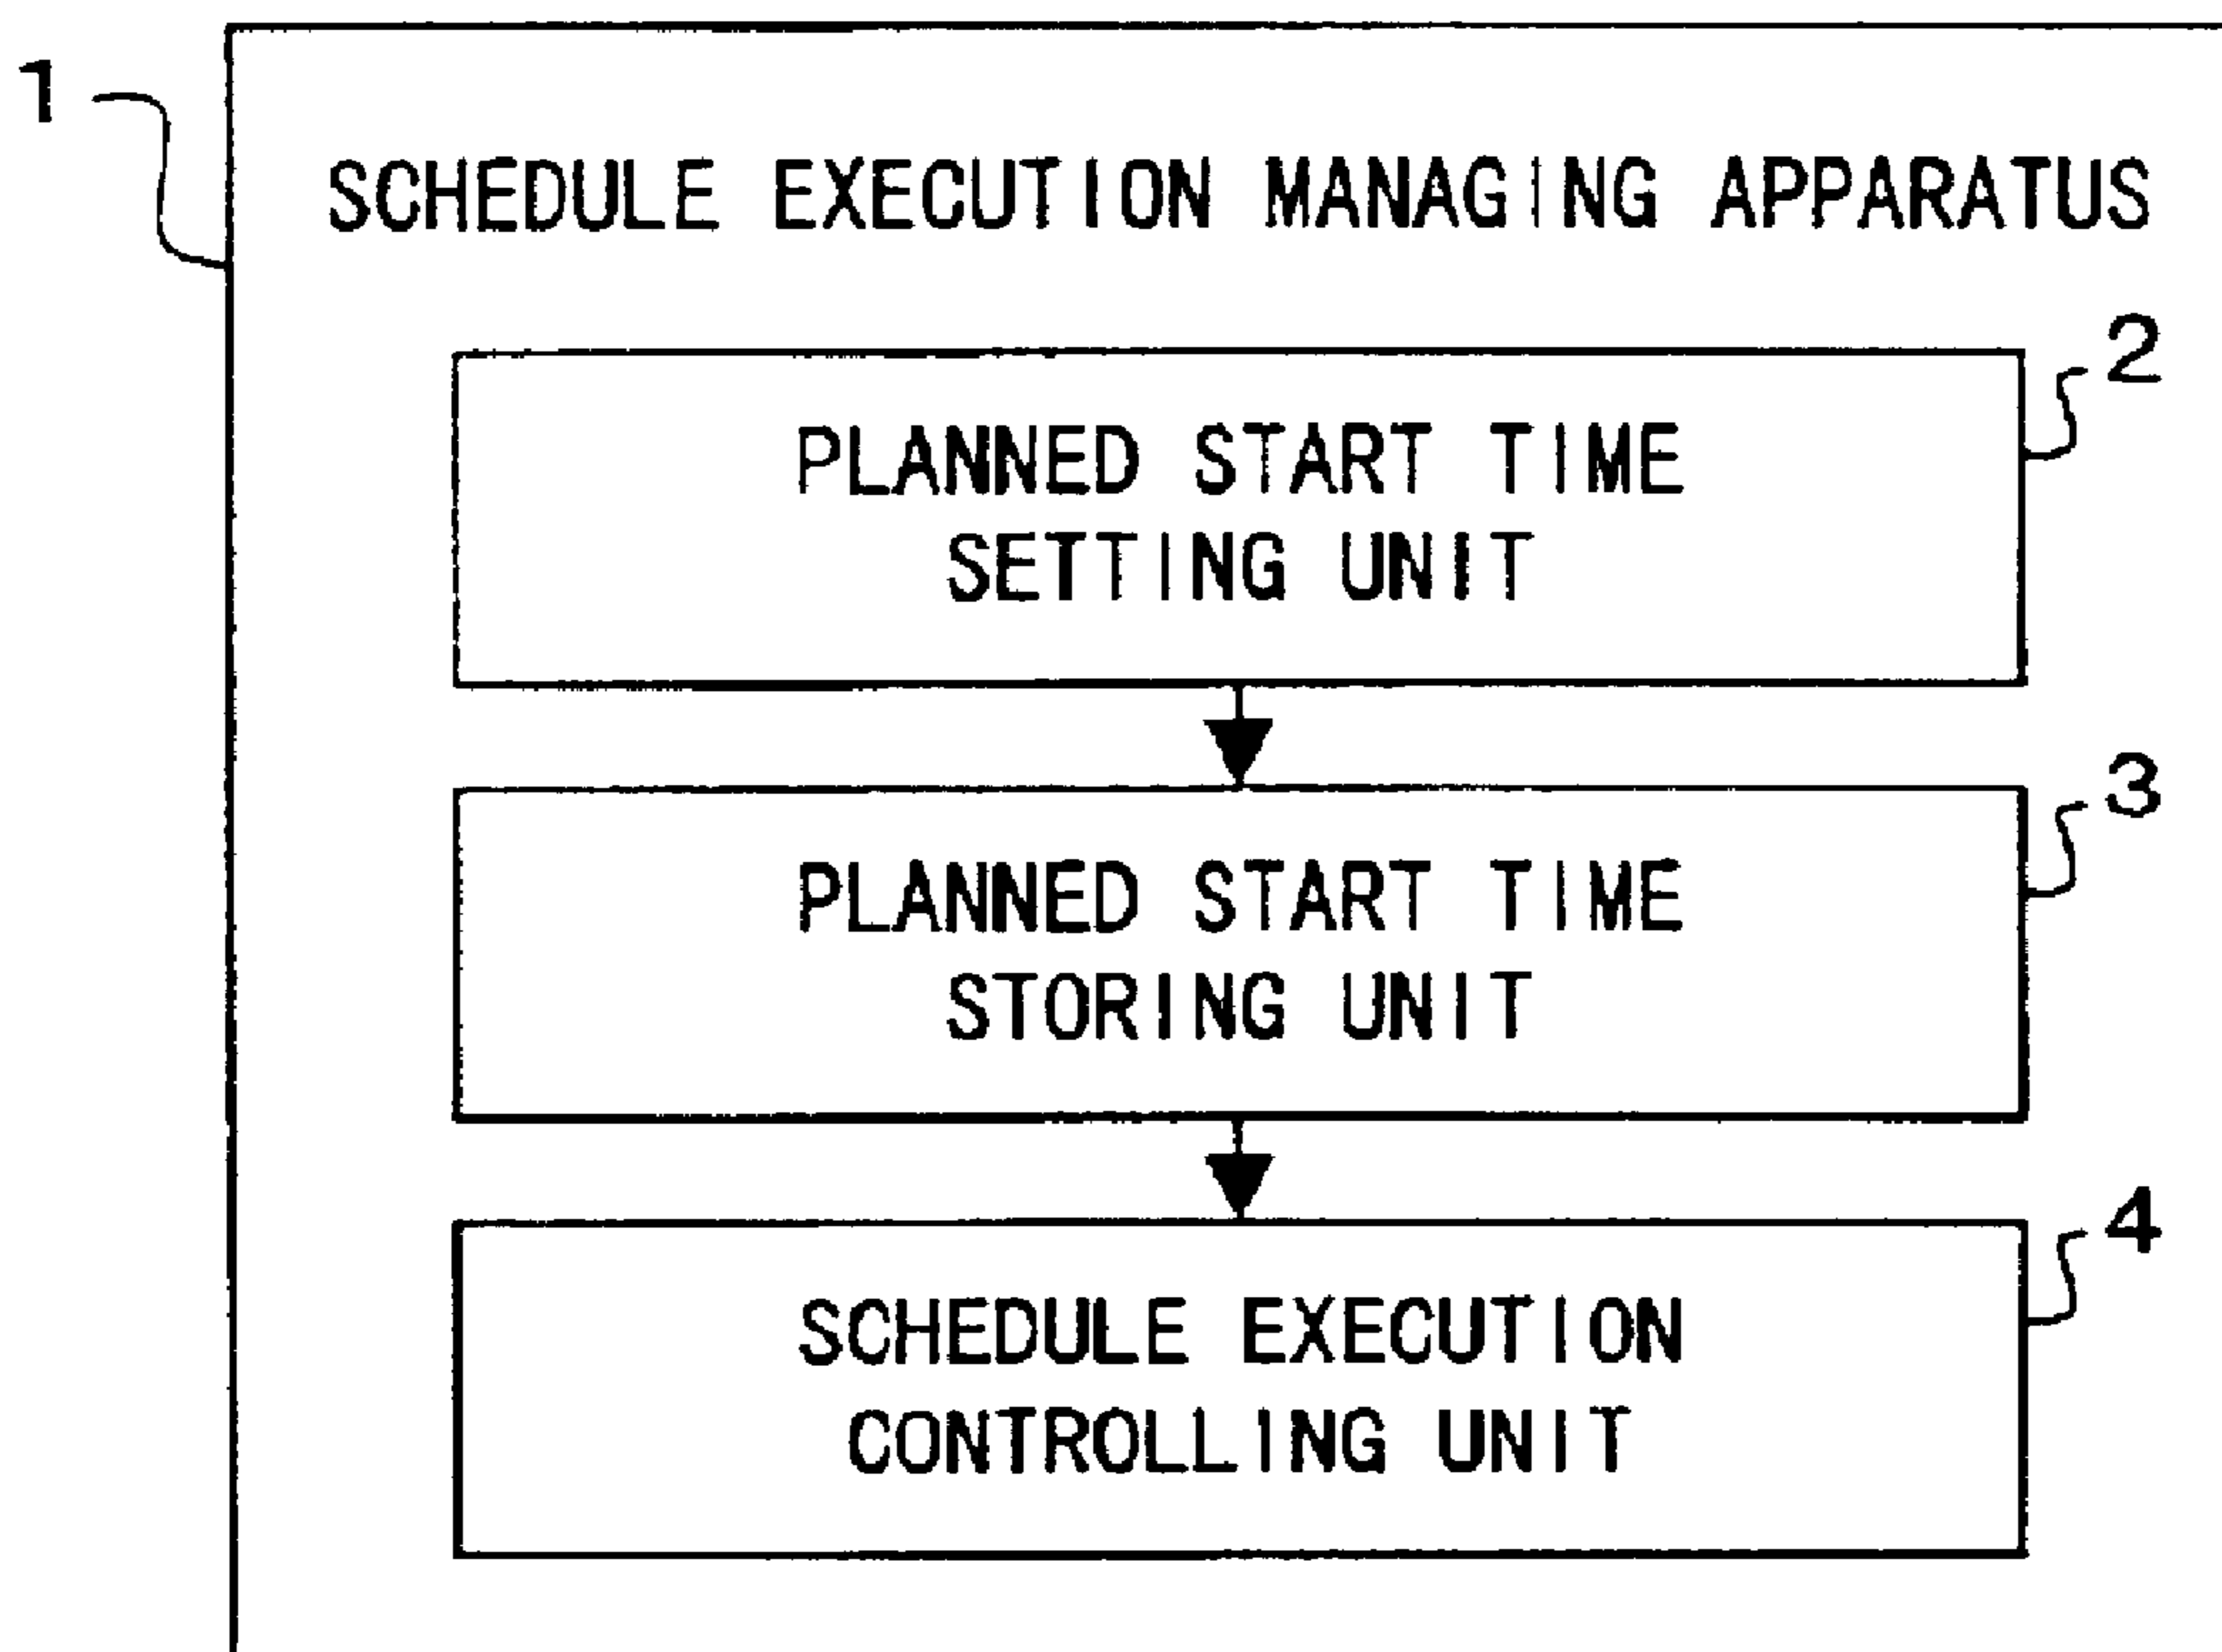 1
SCHEDULE EXECUTION MANAGING APPARATUS
2
PLANNED START TIME
SETTING UNIT
3
PLANNED START TIME
STORING UNIT
4
SCHEDULE EXECUTION
CONTROLLING UNIT